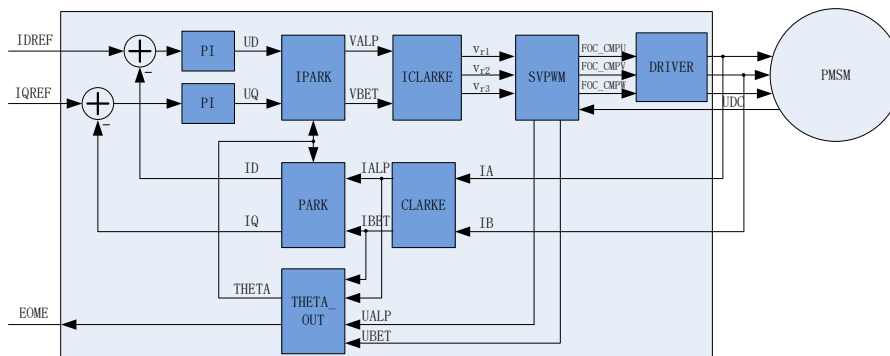 IDREF
PI
UD
IPARK
VALP
ICLARKE
Vr1
Vr2
Vr3
SVPWM
FOC_CMPU
FOC_CMPV
FOC_CMPW
DRIVER
PMSM
IQREF
PI
UQ
VBET
UDC
ID
PARK
IALP
CLARKE
IA
IQ
IBET
IB
THETA
THETA_
OUT
EOME
UALP
UBET